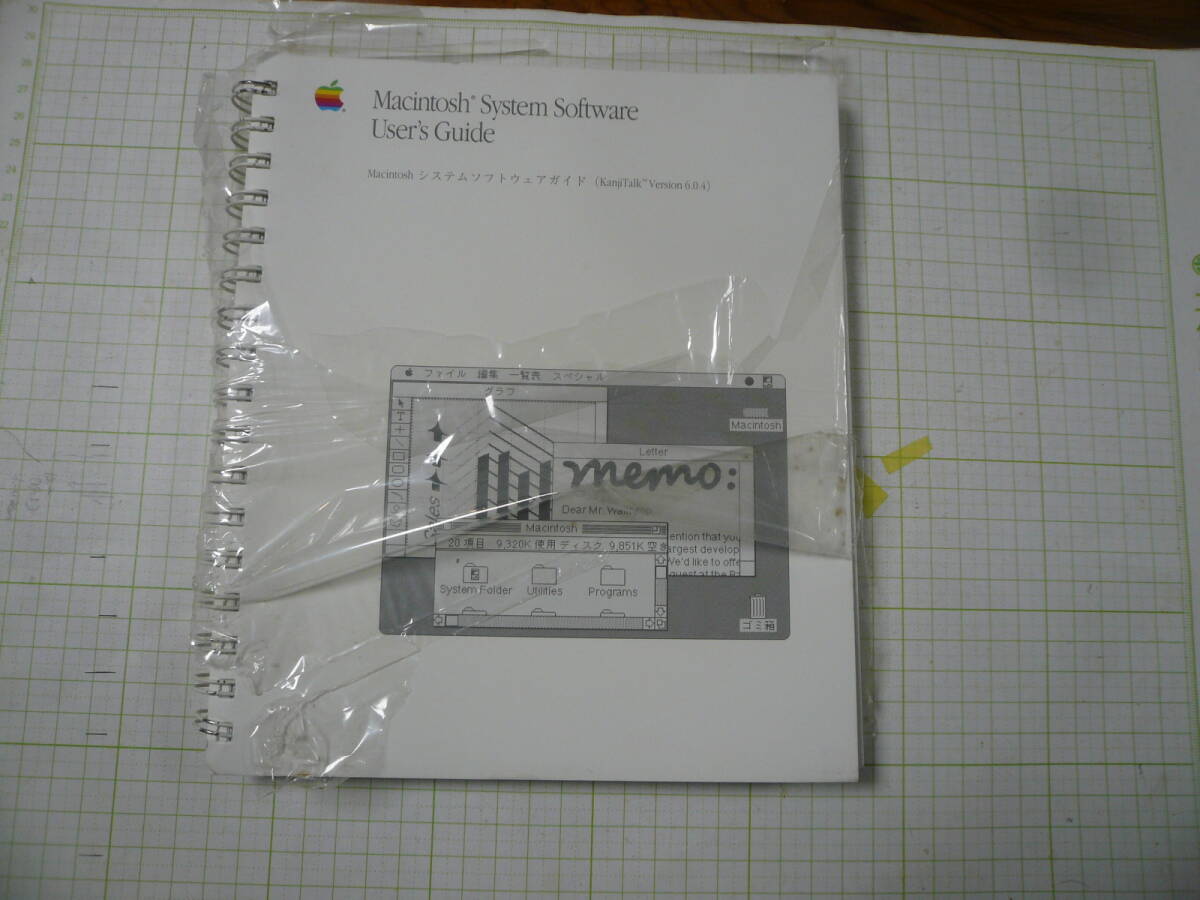 Macintosh® System Software
User's Guide
Macintosh システムソフトウェアガイド（KanjiTalk™ Version 6.0.4）
ファイル 編集 一覧表 スペシャル
グラフ
Macintosh
Letter
memo:
Dear Mr.
ention that you
argest develop
We'd like to offe
quest at the
Macintosh
20 項目 9,320K 使用 ディスク 9,851K 空き
System Folder Utilities Programs
ゴミ箱